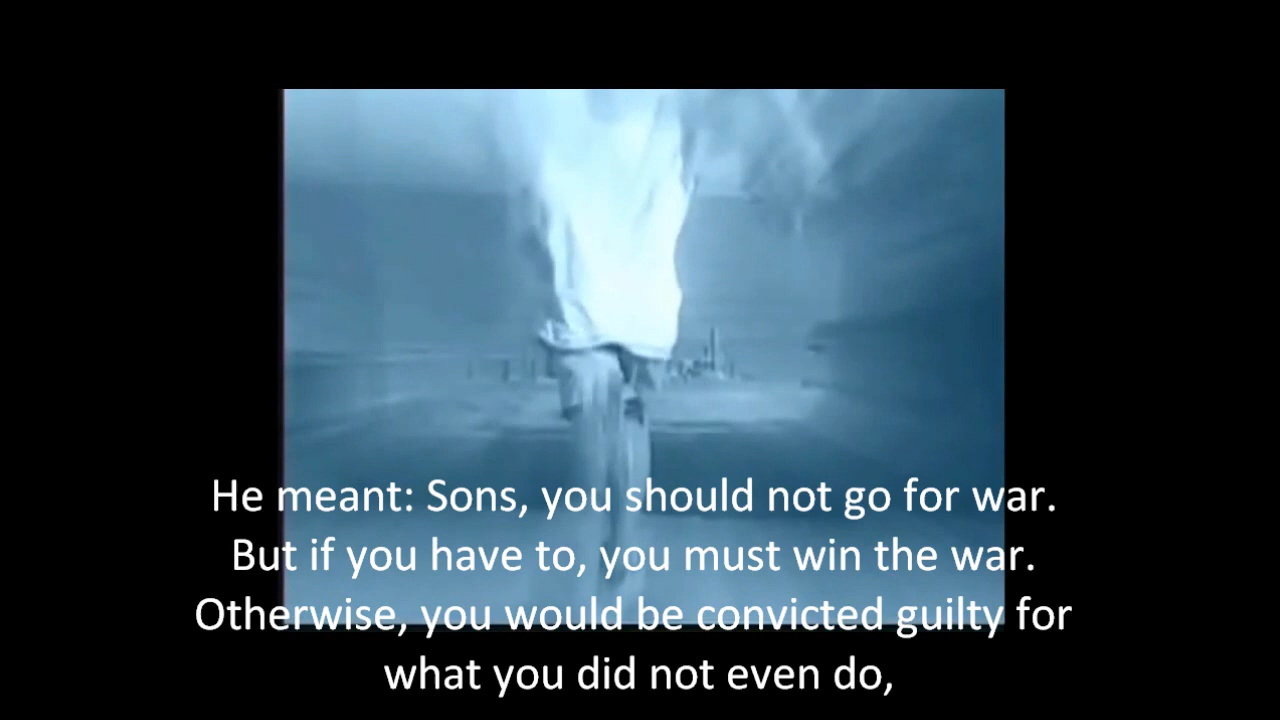 He meant: Sons, you should not go for war.
But if you have to, you must win the war.
Otherwise, you would be convicted guilty for
what you did not even do,